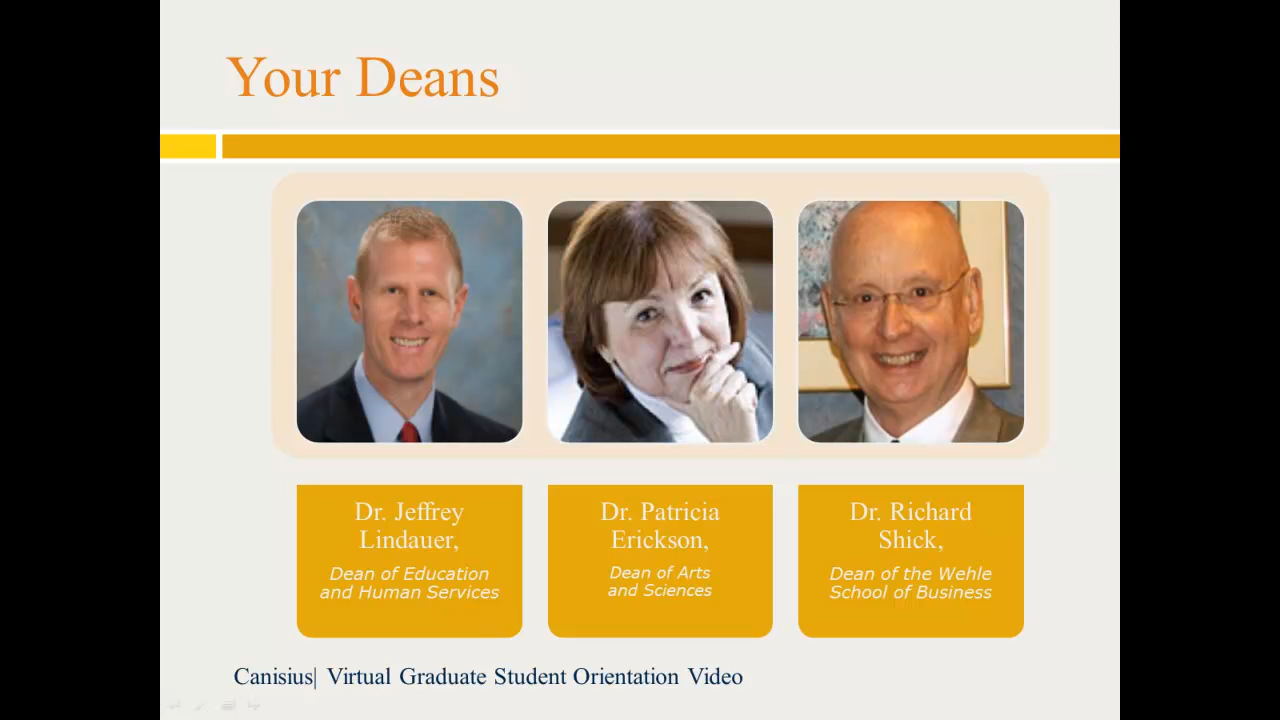 Your Deans
Dr. Jeffrey
Lindauer,
Dean of Education
and Human Services
Dr. Patricia
Erickson,
Dean of Arts
and Sciences
Dr. Richard
Shick,
Dean of the Wehle
School of Business
Canisius| Virtual Graduate Student Orientation Video